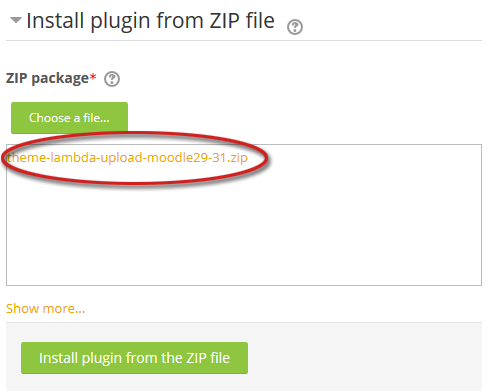 Install plugin from ZIP file
ZIP package*
Choose a file...
theme-lambda-upload-moodle29-31.zip
Show more...
Install plugin from the ZIP file